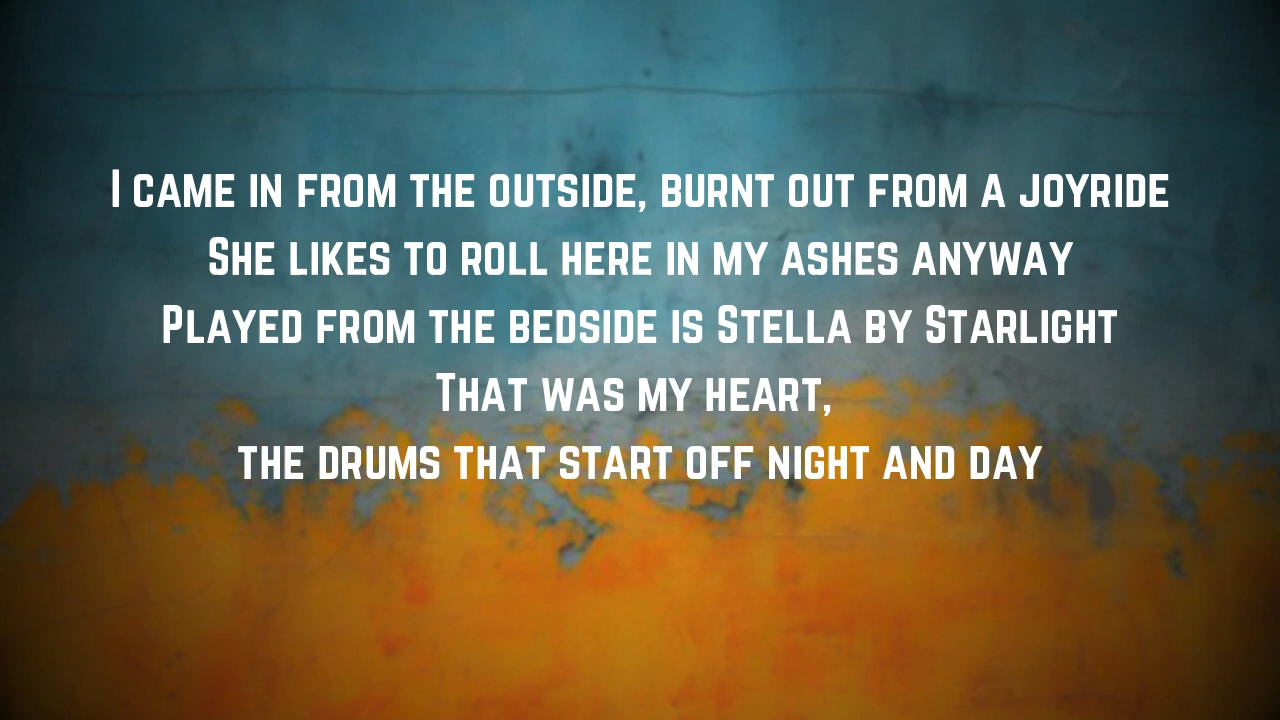 I came in from the outside, burnt out from a joyride
She likes to roll here in my ashes anyway
Played from the bedside is Stella by Starlight
That was my heart,
the drums that start off night and day